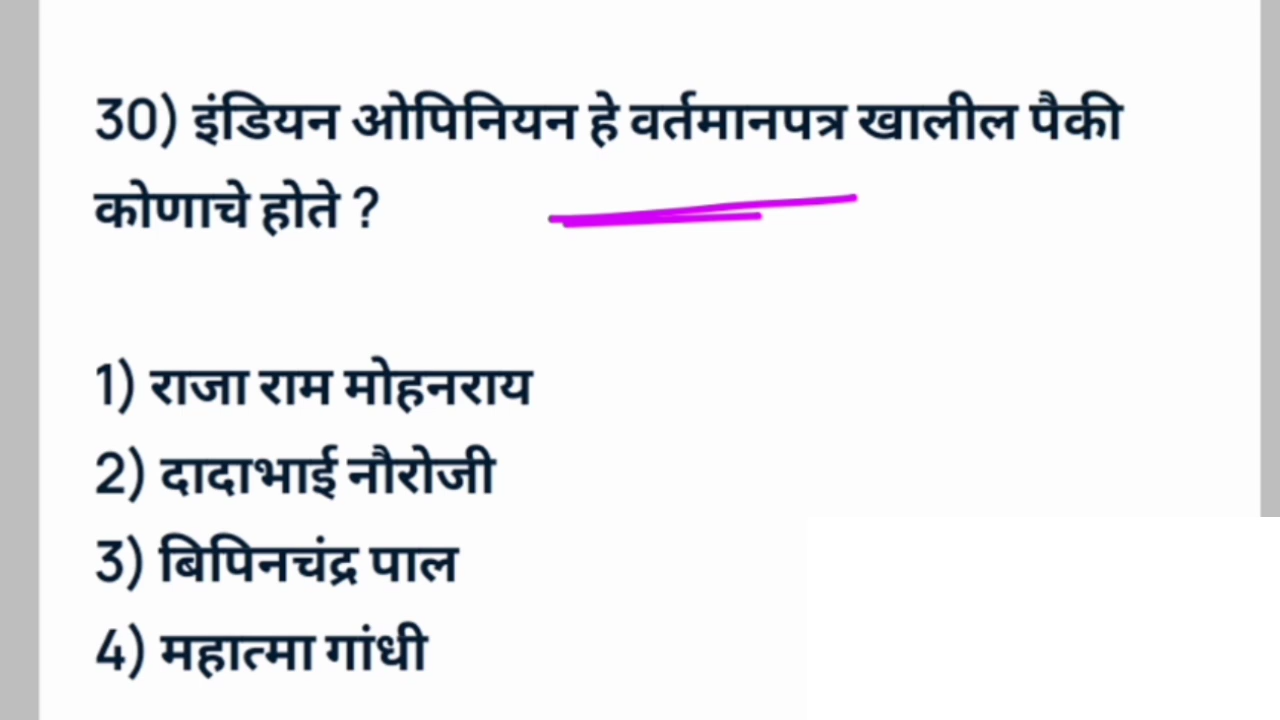 30) इंडियन ओपिनियन हे वर्तमानपत्र खालील पैकी
कोणाचे होते ?
1) राजा राम मोहनराय
2) दादाभाई नौरोजी
3) बिपिनचंद्र पाल
4) महात्मा गांधी